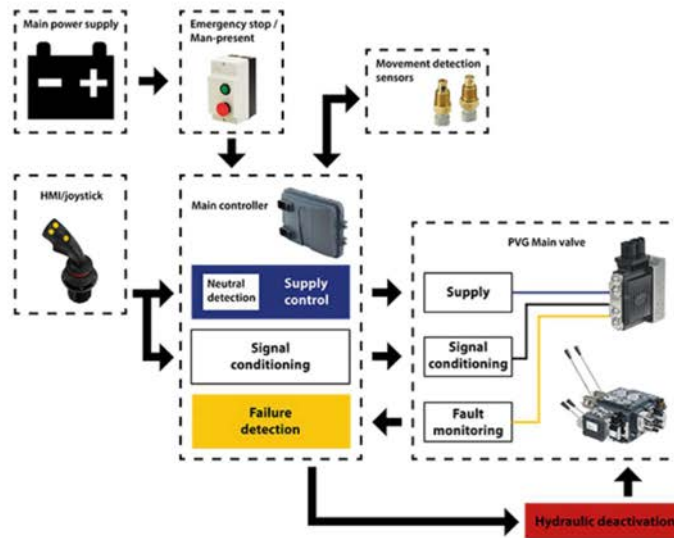 Main power supply
Emergency stop /
Man-present
Movement detection
sensors
HMI/joystick
Main controller
PVG Main valve
Neutral
detection
Supply
control
Supply
Signal
conditioning
Signal
conditioning
Failure
detection
Fault
monitoring
Hydraulic deactivation